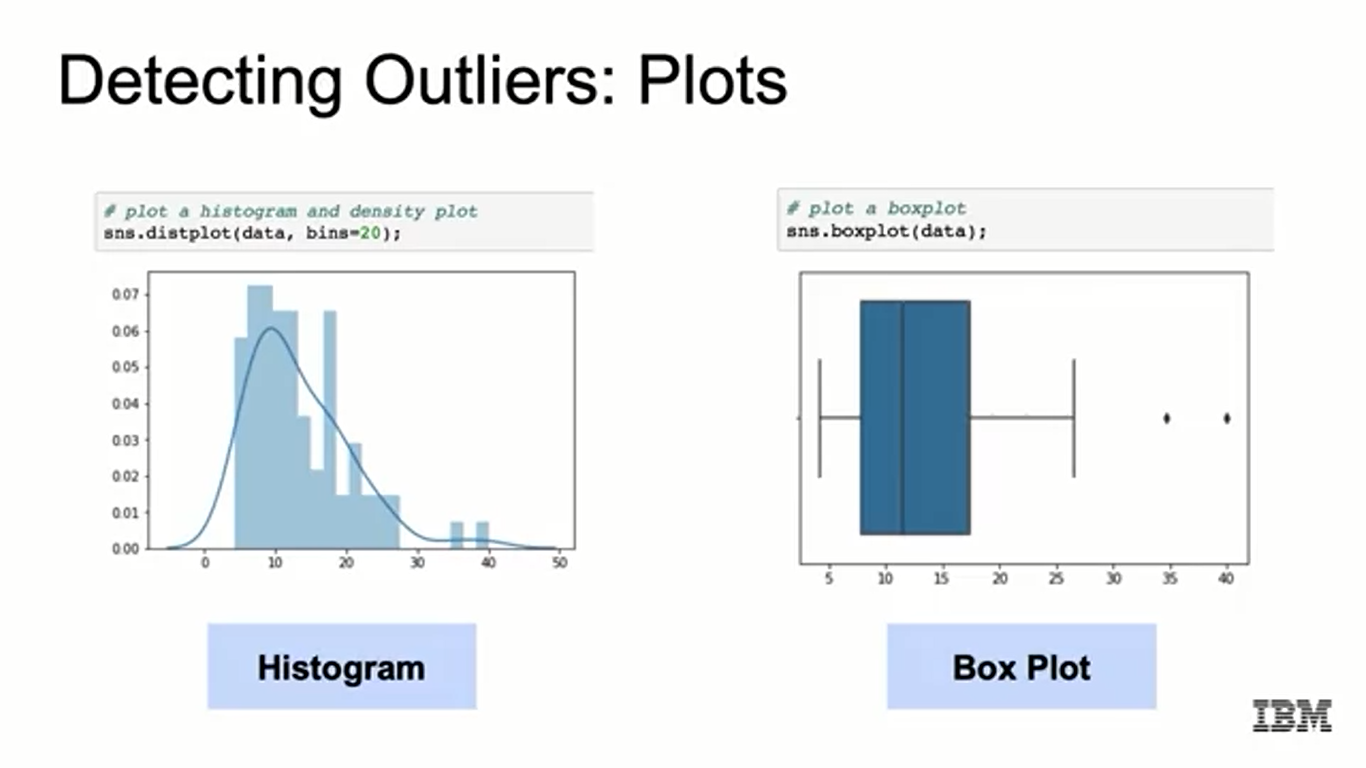 Detecting Outliers: Plots
# plot a histogram and density plot
sns.distplot(data, bins=20);
0.07
0.06
0.05
0.04
0.03
0.02
0.01
0.00
0 10 20 30 40 50
Histogram
# plot a boxplot
sns.boxplot(data);
5 10 15 20 25 30 35 40
Box Plot
IBM